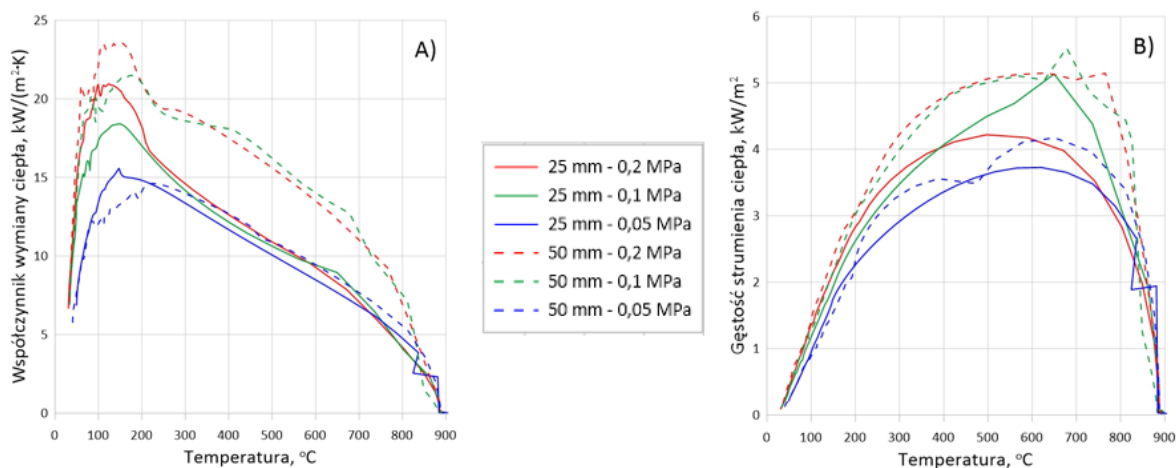 A)
Współczynnik wymiany ciepła, kW/(m²·K)
25
20
15
10
5
0
0 100 200 300 400 500 600 700 800 900
Temperatura, °C
25 mm - 0,2 MPa
25 mm - 0,1 MPa
25 mm - 0,05 MPa
50 mm - 0,2 MPa
50 mm - 0,1 MPa
50 mm - 0,05 MPa
B)
Gęstość strumienia ciepła, kW/m²
6
5
4
3
2
1
0
0 100 200 300 400 500 600 700 800 900
Temperatura, °C